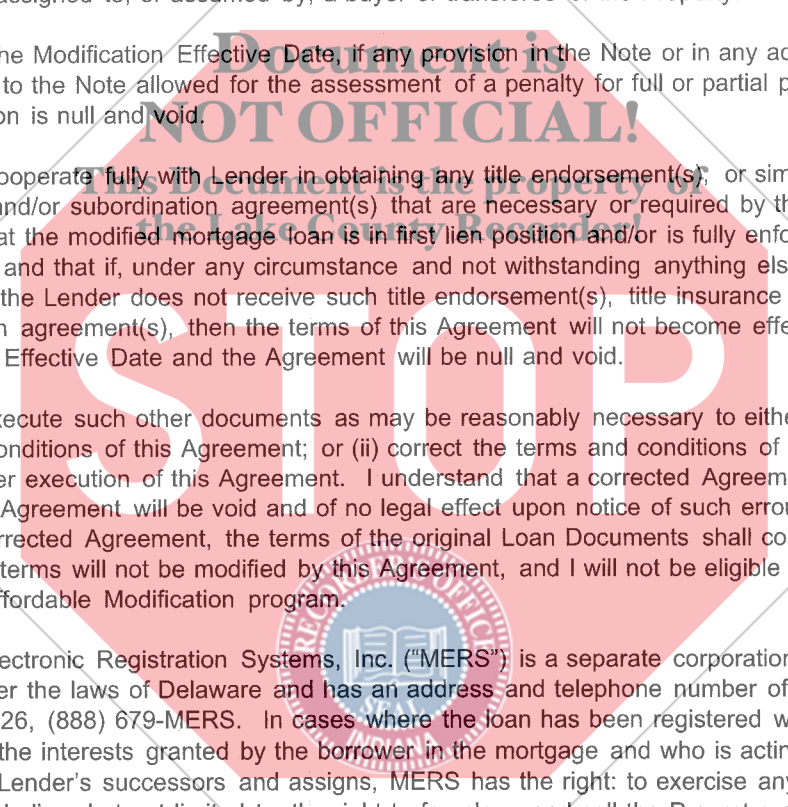 assigned to, or assumed by, a buyer or transferee of the Property.
he Modification Effective Date, if any provision in the Note or in any ad
to the Note allowed for the assessment of a penalty for full or partial p
on is null and void.
ooperate fully with Lender in obtaining any title endorsement(s), or sim
and/or subordination agreement(s) that are necessary or required by th
at the modified mortgage loan is in first lien position and/or is fully enfo
and that if, under any circumstance and not withstanding anything els
the Lender does not receive such title endorsement(s), title insurance
n agreement(s), then the terms of this Agreement will not become effe
Effective Date and the Agreement will be null and void.
xecute such other documents as may be reasonably necessary to eithe
onditions of this Agreement; or (ii) correct the terms and conditions of
er execution of this Agreement. I understand that a corrected Agreem
Agreement will be void and of no legal effect upon notice of such erro
rrected Agreement, the terms of the original Loan Documents shall co
terms will not be modified by this Agreement, and I will not be eligible
ffordable Modification program.
ectronic Registration Systems, Inc. ("MERS") is a separate corporation
er the laws of Delaware and has an address and telephone number of
26, (888) 679-MERS. In cases where the loan has been registered w
the interests granted by the borrower in the mortgage and who is actin
Lender's successors and assigns, MERS has the right: to exercise any
Document is
NOT OFFICIAL!
This Document is the property of
the Lake County Recorder!
STOP
RECORDER'S OFFICE
SEAL
INDIANA